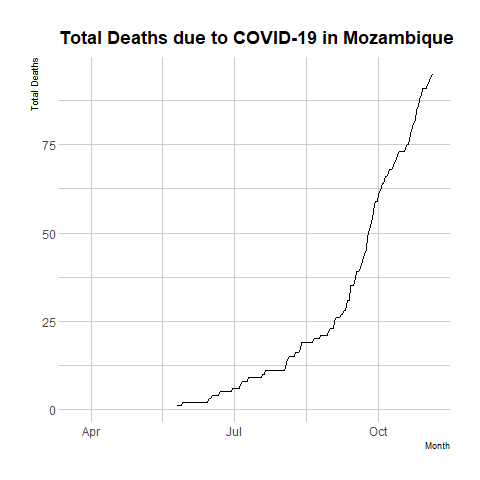 Total Deaths due to COVID-19 in Mozambique
Total Deaths
75
50
25
0
Apr Jul Oct
Month